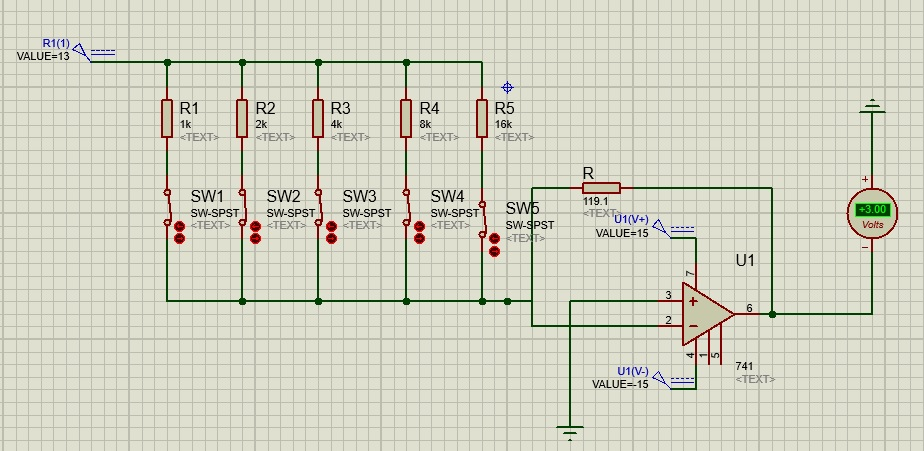 R1(1)
VALUE=13
R1
1k
<TEXT>
R2
2k
<TEXT>
R3
4k
<TEXT>
R4
8k
<TEXT>
R5
16k
<TEXT>
SW1
SW-SPST
<TEXT>
SW2
SW-SPST
<TEXT>
SW3
SW-SPST
<TEXT>
SW4
SW-SPST
<TEXT>
SW5
SW-SPST
<TEXT>
R
119.1
<TEXT>
U1(V+)
VALUE=15
+
+3.00
Volts
−
U1
7
3
+
2
−
6
4
1
5
741
<TEXT>
U1(V-)
VALUE=-15